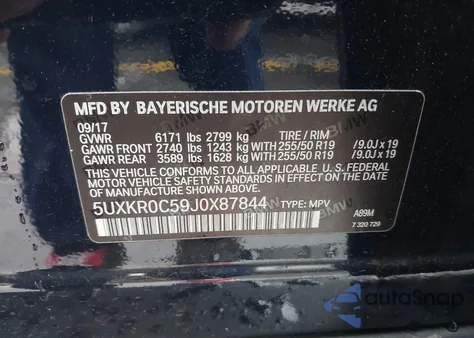 MFD BY BAYERISCHE MOTOREN WERKE AG
09/17
GVWR 6171 lbs 2799 kg TIRE / RIM
GAWR FRONT 2740 lbs 1243 kg 255/50 R19 /9.0J x 19
GAWR REAR 3589 lbs 1628 kg 255/50 R19 /9.0J x 19
THIS VEHICLE CONFORMS TO ALL APPLICABLE U.S. FEDERAL
MOTOR VEHICLE SAFETY STANDARDS IN EFFECT ON THE DATE OF
MANUFACTURE SHOWN ABOVE.
5UXKR0C59J0X87844 TYPE: MPV A89M
7 320 729
autoSnap